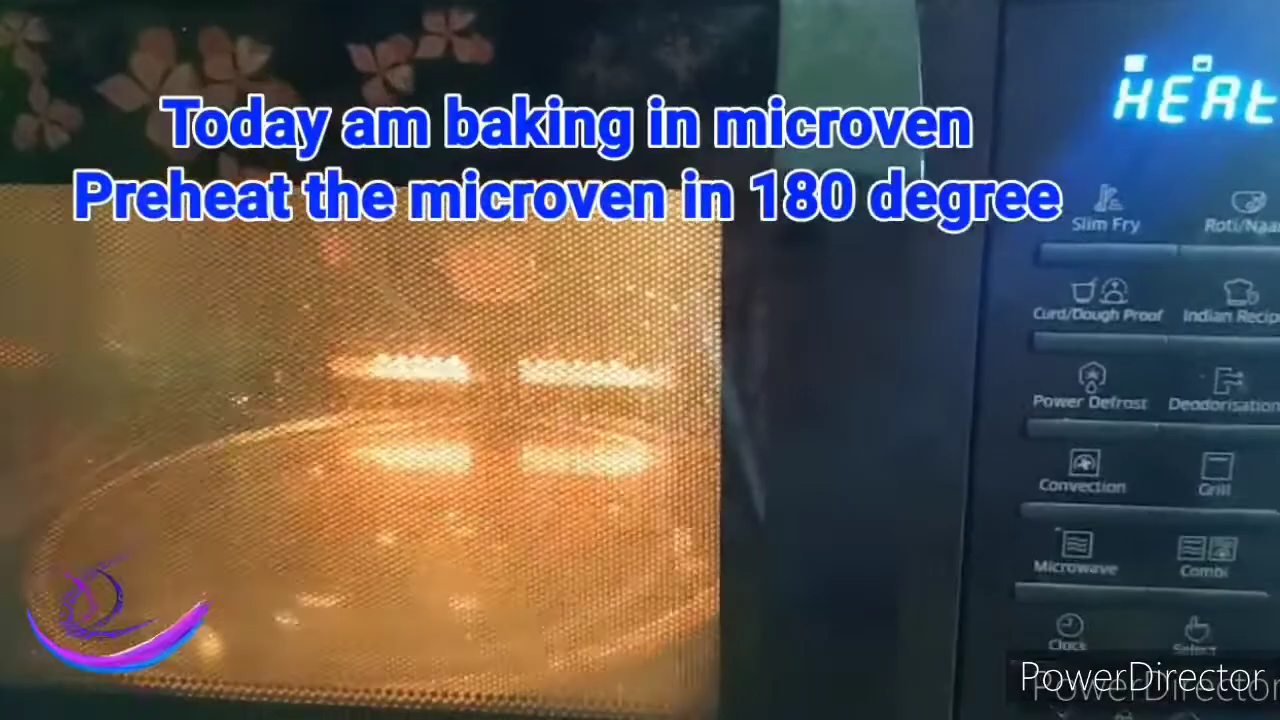 Today am baking in microven
Preheat the microven in 180 degree
HEAt
Slim Fry
Roti/Naa
Curd/Dough Proof
Indian Recip
Power Defrost
Deodorisation
Convection
Grill
Microwave
Combi
Clock
Select
PowerDirector